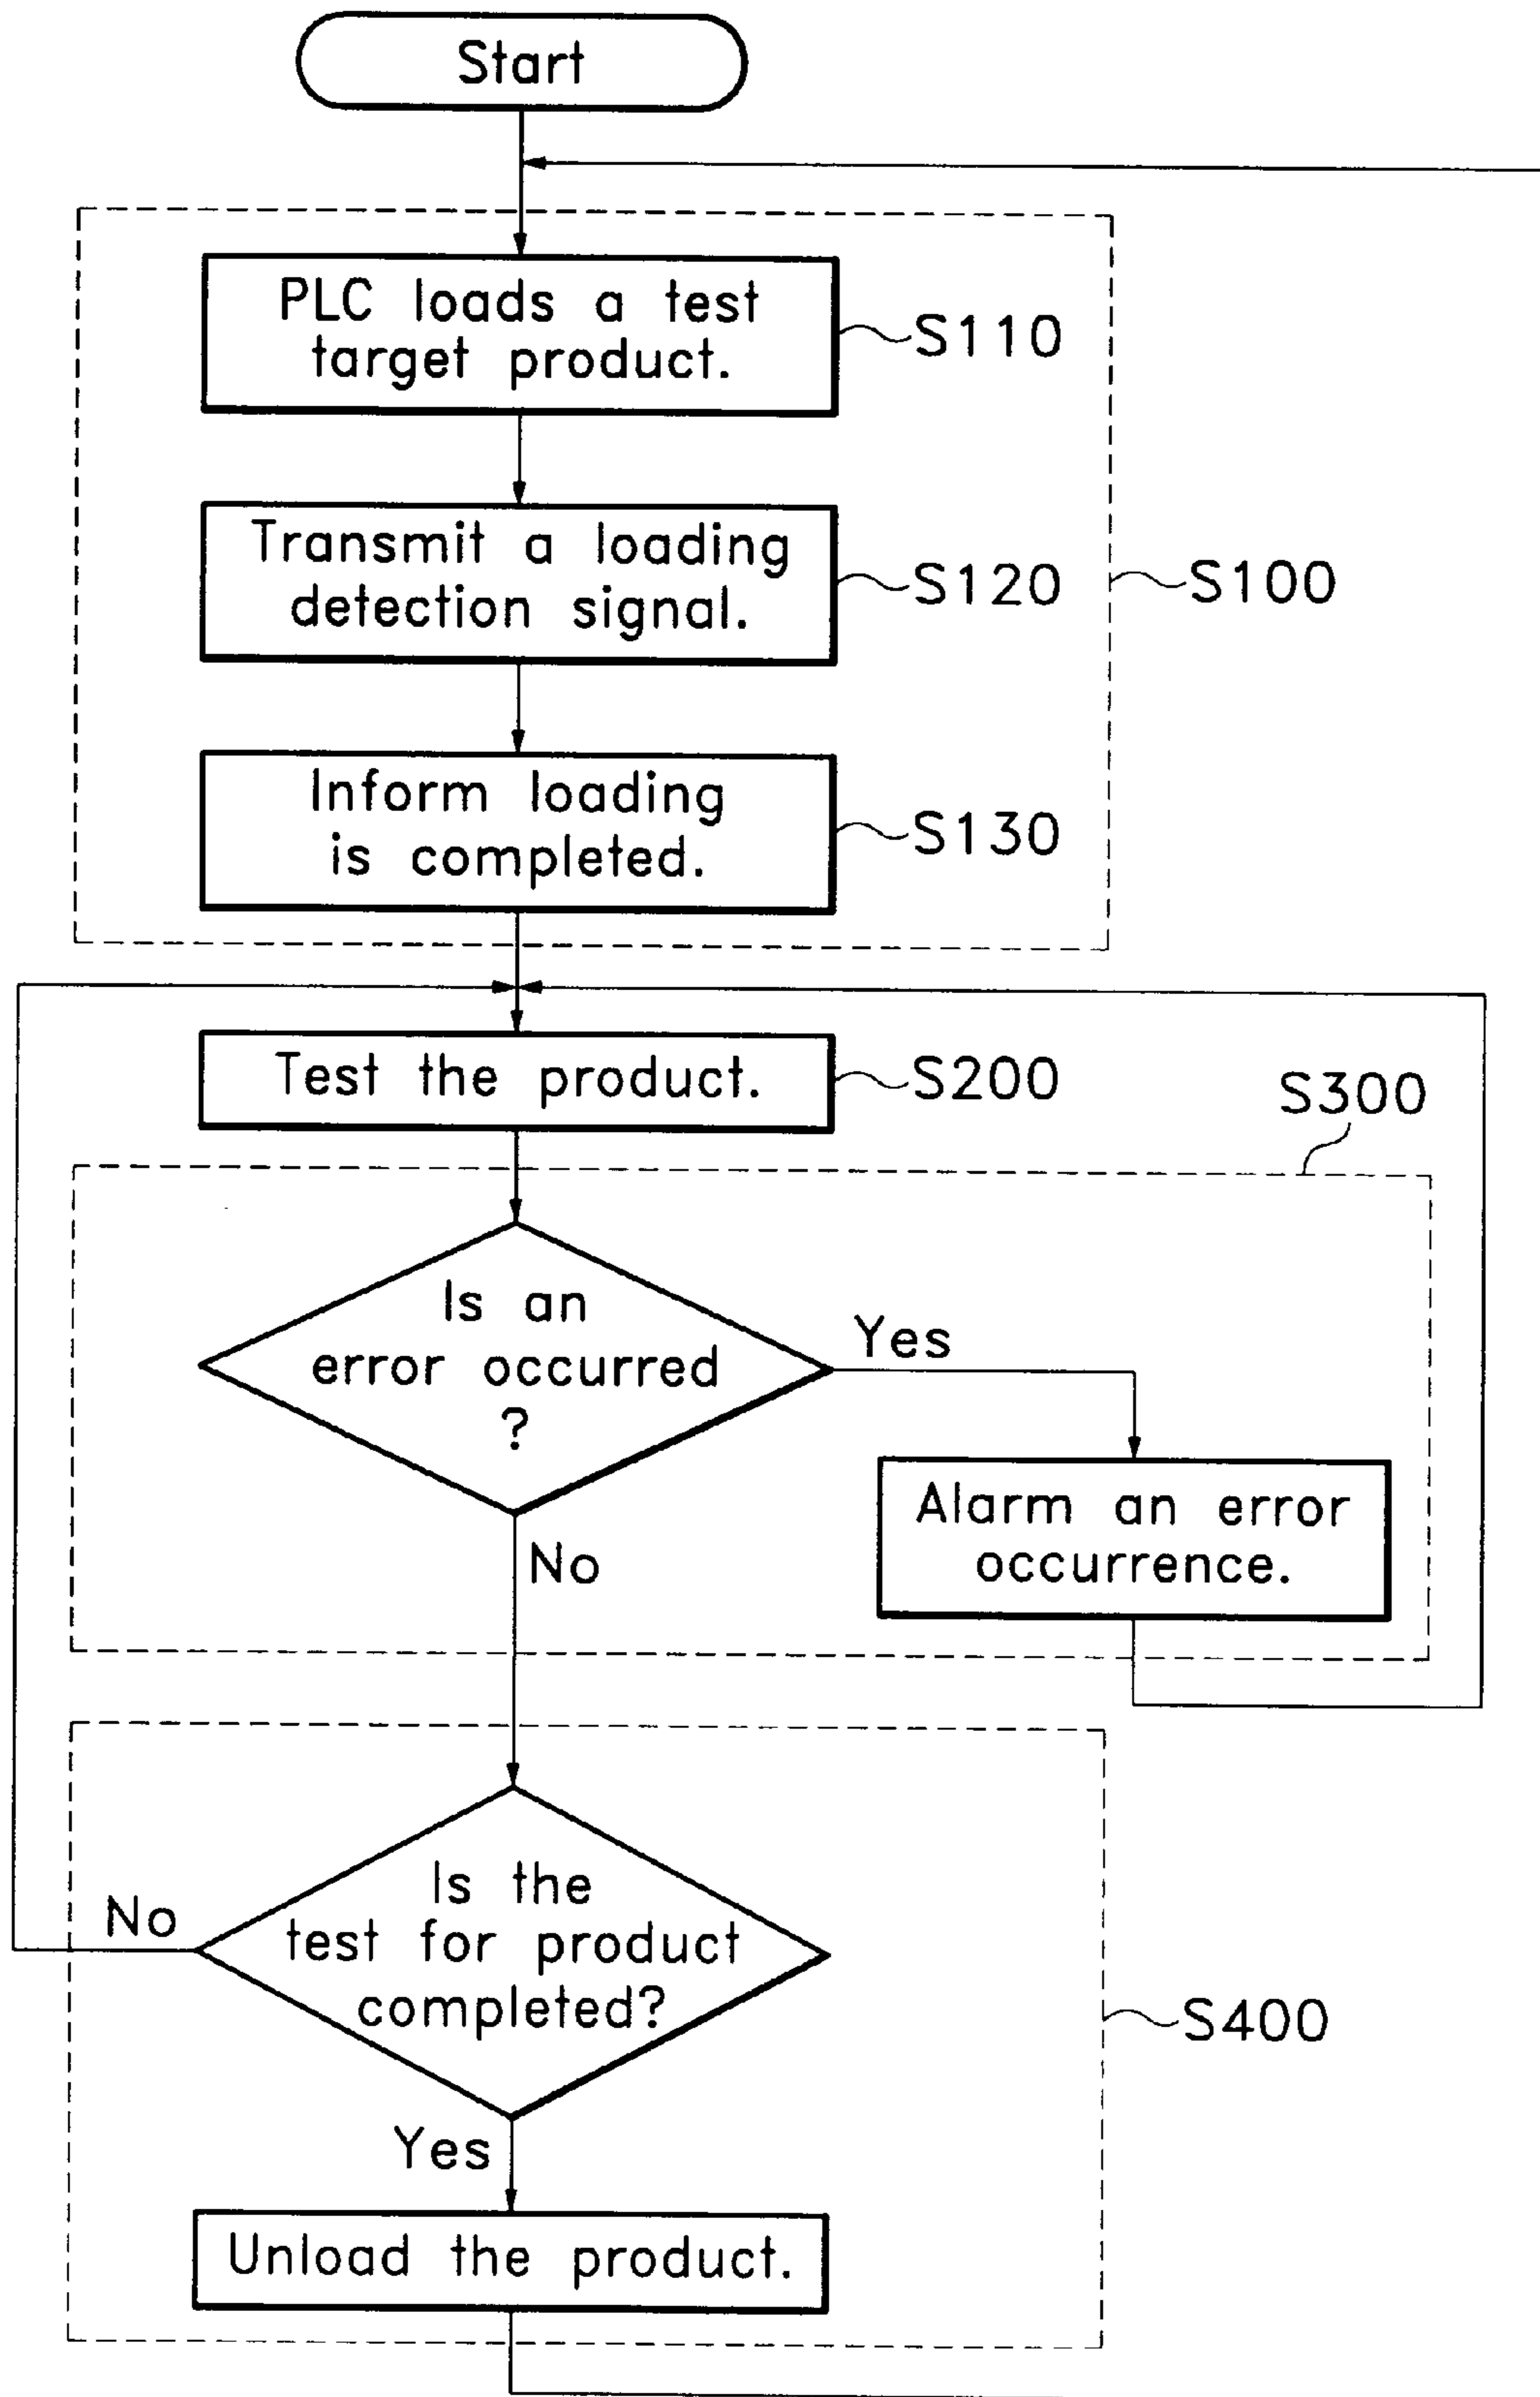 Start
PLC loads a test
target product.
S110
Transmit a loading
detection signal.
S120
S100
Inform loading
is completed.
S130
Test the product.
S200
S300
Is an
error occurred
?
Yes
No
Alarm an error
occurrence.
Is the
test for product
completed?
No
S400
Yes
Unload the product.